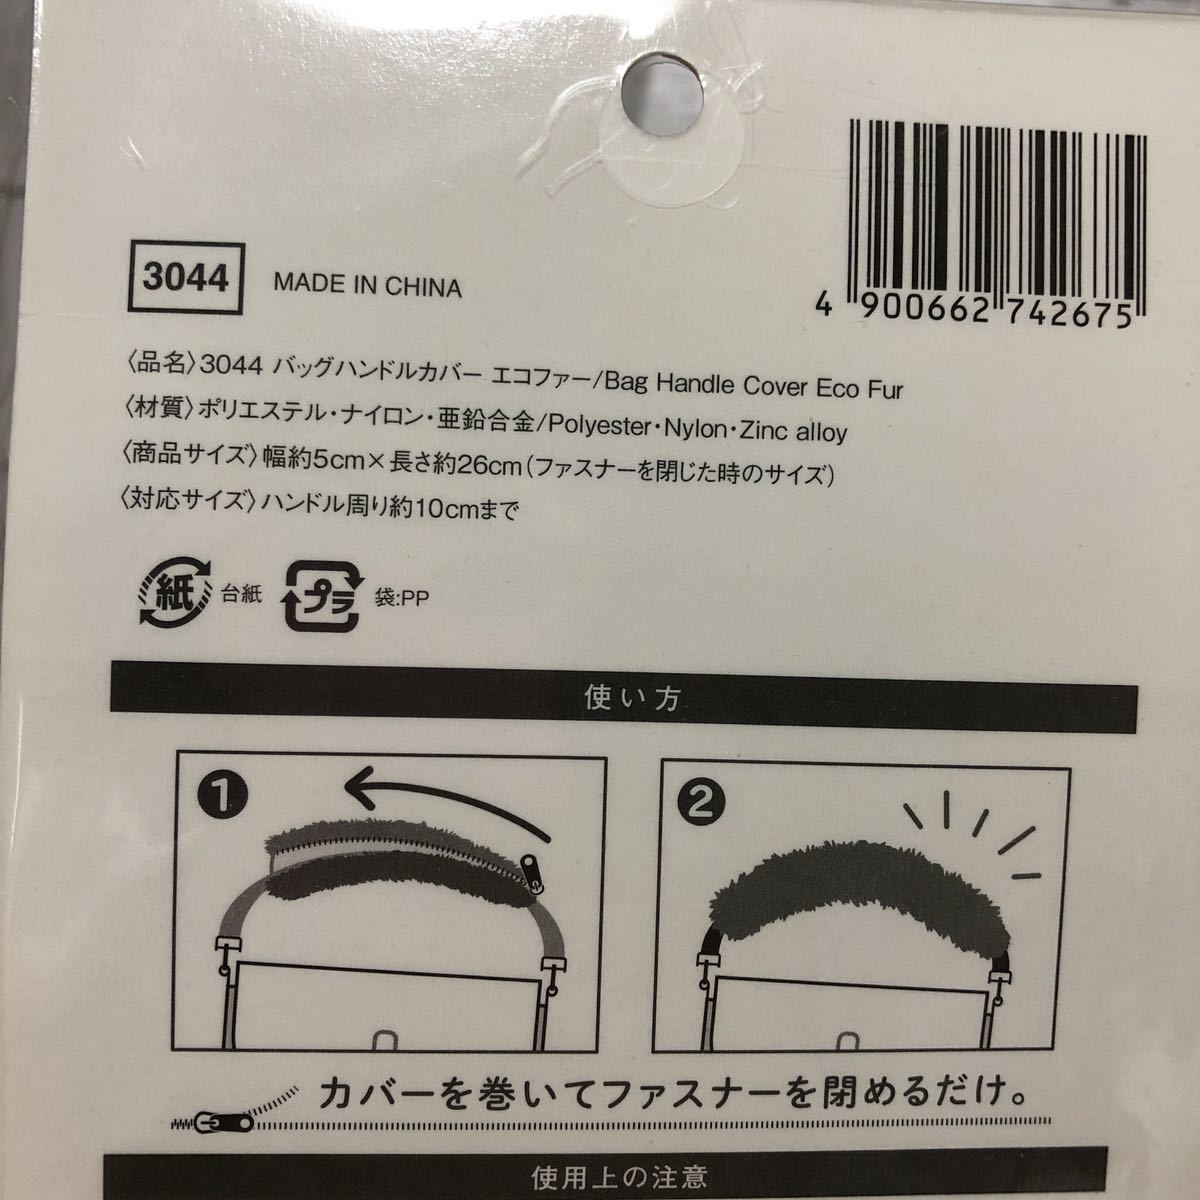 4 900662 742675
3044 MADE IN CHINA
〈品名〉3044 バッグハンドルカバー エコファー/Bag Handle Cover Eco Fur
〈材質〉ポリエステル・ナイロン・亜鉛合金/Polyester・Nylon・Zinc alloy
〈商品サイズ〉幅約5cm×長さ約26cm(ファスナーを閉じた時のサイズ)
〈対応サイズ〉ハンドル周り約10cmまで
紙 台紙 プラ 袋:PP
使い方
1 2
カバーを巻いてファスナーを閉めるだけ。
使用上の注意